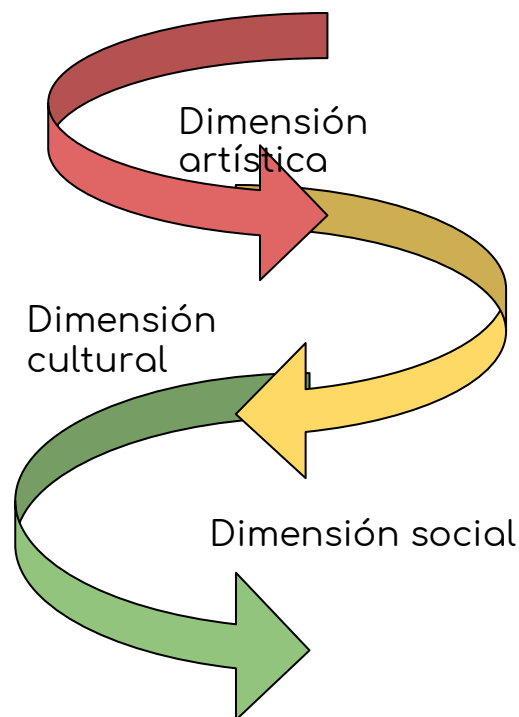 Dimensión
artística
Dimensión
cultural
Dimensión social